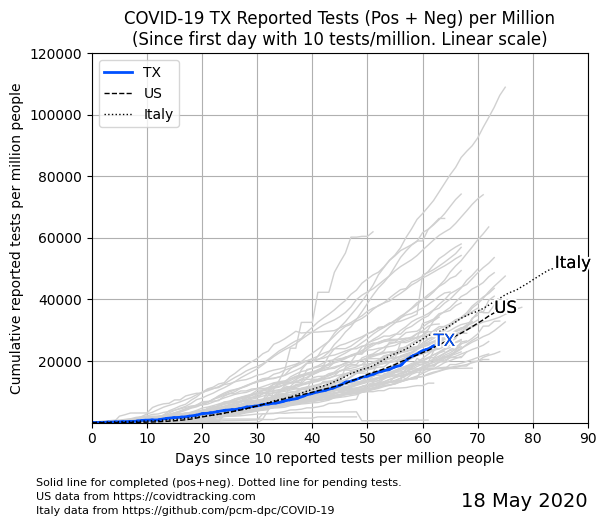 COVID-19 TX Reported Tests (Pos + Neg) per Million
(Since first day with 10 tests/million. Linear scale)
TX
US
Italy
Cumulative reported tests per million people
120000
100000
80000
60000
40000
20000
Italy
US
TX
0 10 20 30 40 50 60 70 80 90
Days since 10 reported tests per million people
Solid line for completed (pos+neg). Dotted line for pending tests.
US data from https://covidtracking.com
Italy data from https://github.com/pcm-dpc/COVID-19
18 May 2020